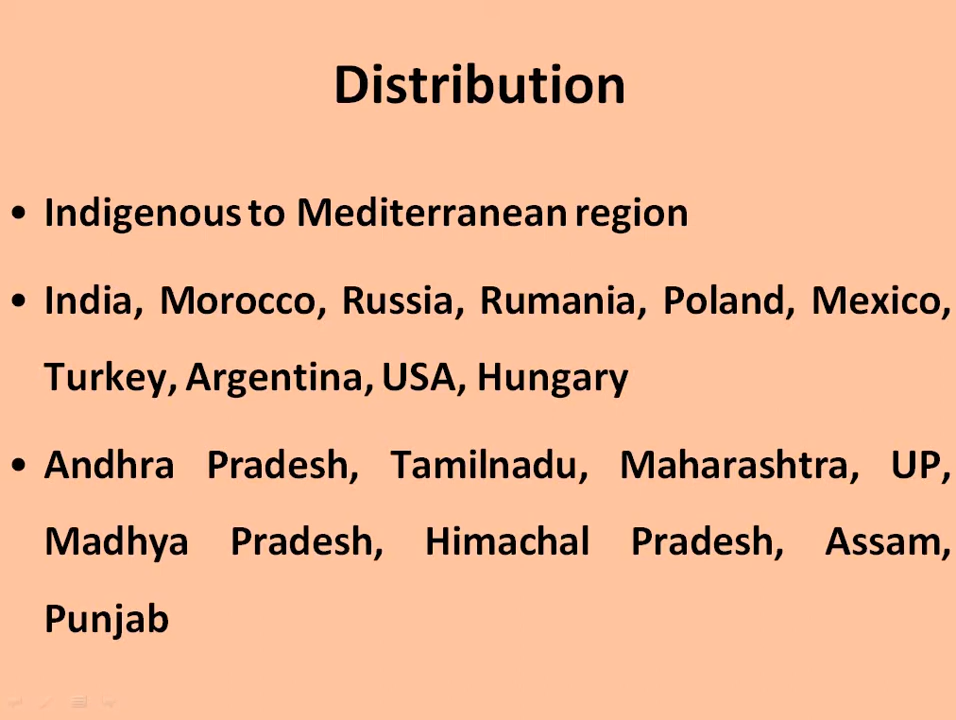 Distribution
• Indigenous to Mediterranean region
• India, Morocco, Russia, Rumania, Poland, Mexico,
Turkey, Argentina, USA, Hungary
• Andhra Pradesh, Tamilnadu, Maharashtra, UP,
Madhya Pradesh, Himachal Pradesh, Assam,
Punjab